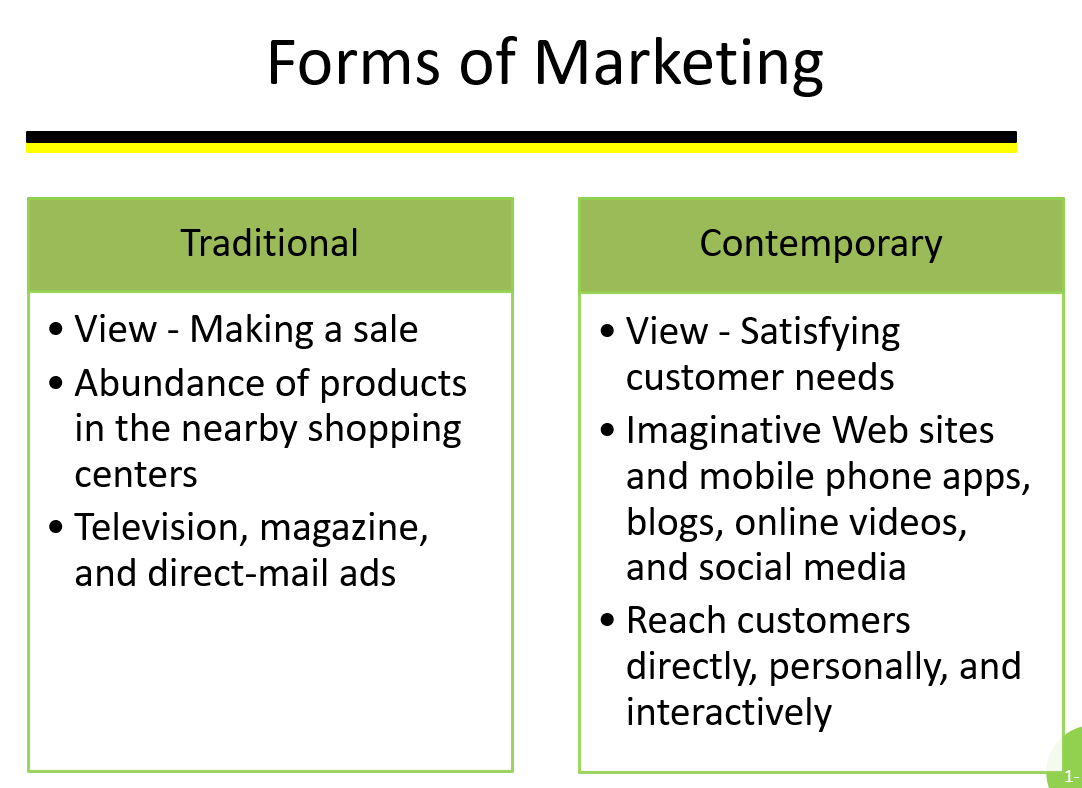 Forms of Marketing
Traditional
• View - Making a sale
• Abundance of products
in the nearby shopping
centers
• Television, magazine,
and direct-mail ads
Contemporary
• View - Satisfying
customer needs
• Imaginative Web sites
and mobile phone apps,
blogs, online videos,
and social media
• Reach customers
directly, personally, and
interactively
1-